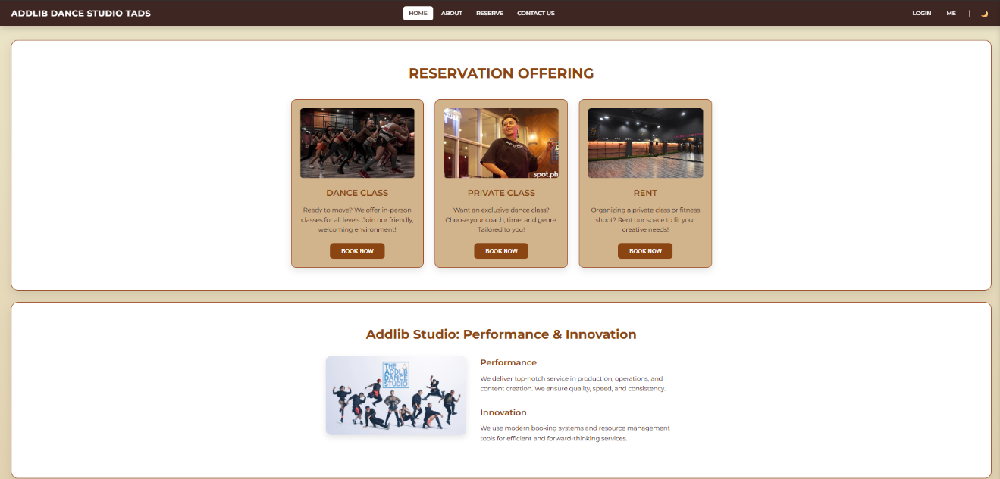 ADDLIB DANCE STUDIO TADS
HOME
ABOUT
RESERVE
CONTACT US
LOGIN
ME
|
RESERVATION OFFERING
spot.ph
DANCE CLASS
Ready to move? We offer in-person
classes for all levels. Join our friendly,
welcoming environment!
BOOK NOW
PRIVATE CLASS
Want an exclusive dance class?
Choose your coach, time, and genre.
Tailored to you!
BOOK NOW
RENT
Organizing a private class or fitness
shoot? Rent our space to fit your
creative needs!
BOOK NOW
Addlib Studio: Performance & Innovation
THE
ADDLIB
DANCE
STUDIO
Performance
We deliver top-notch service in production, operations, and
content creation. We ensure quality, speed, and consistency.
Innovation
We use modern booking systems and resource management
tools for efficient and forward-thinking services.